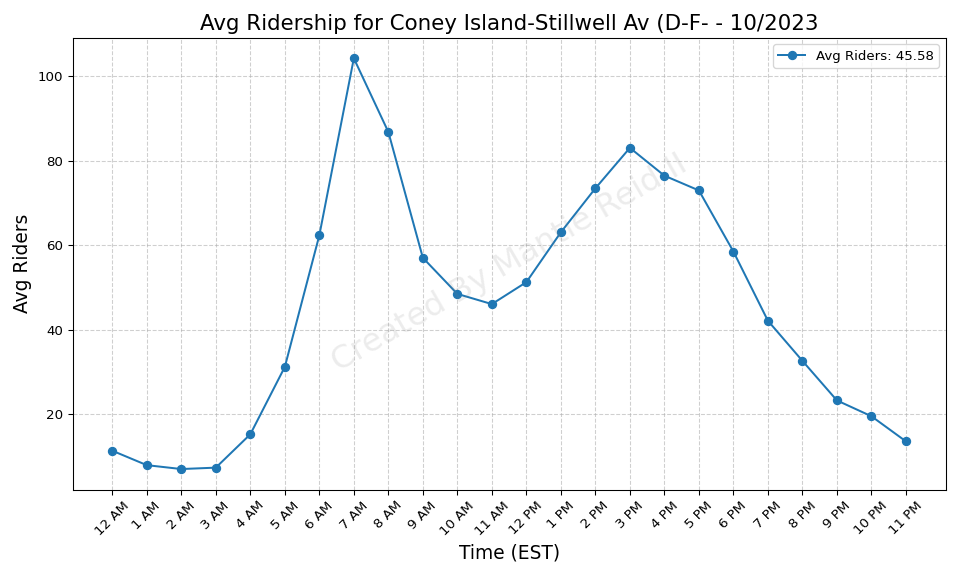 Avg Ridership for Coney Island-Stillwell Av (D-F- - 10/2023
Avg Riders: 45.58
Avg Riders
100
80
60
40
20
Created By Mantie Reid II
12 AM
1 AM
2 AM
3 AM
4 AM
5 AM
6 AM
7 AM
8 AM
9 AM
10 AM
11 AM
12 PM
1 PM
2 PM
3 PM
4 PM
5 PM
6 PM
7 PM
8 PM
9 PM
10 PM
11 PM
Time (EST)